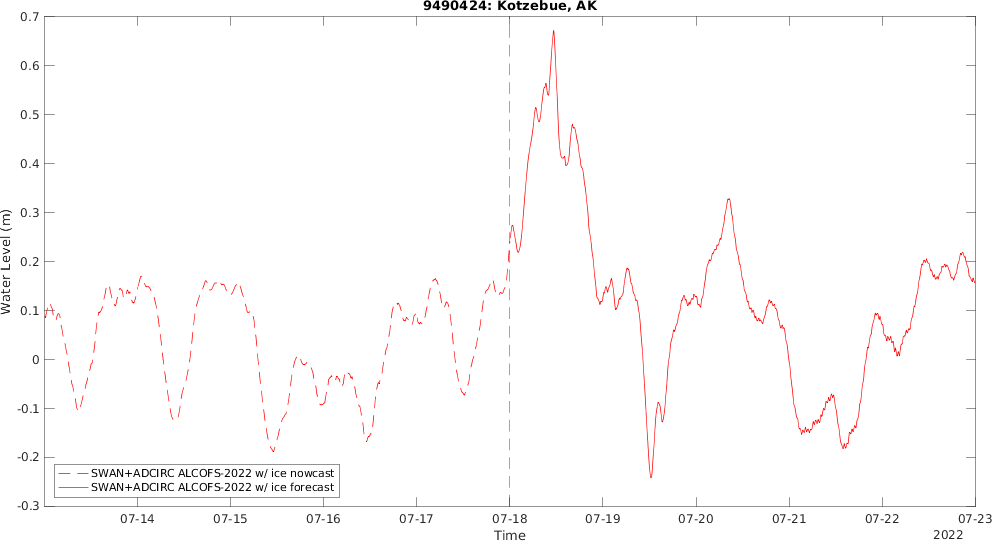 9490424: Kotzebue, AK
0.7
0.6
0.5
0.4
0.3
0.2
0.1
0
-0.1
-0.2
-0.3
Water Level (m)
SWAN+ADCIRC ALCOFS-2022 w/ ice nowcast
SWAN+ADCIRC ALCOFS-2022 w/ ice forecast
07-14 07-15 07-16 07-17 07-18 07-19 07-20 07-21 07-22 07-23
Time
2022